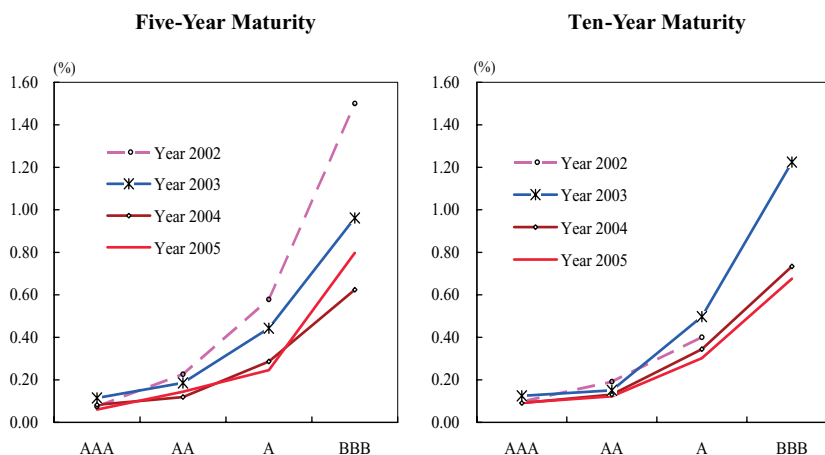 Five-Year Maturity
(%)
1.60
1.40
1.20
1.00
0.80
0.60
0.40
0.20
0.00
Year 2002
Year 2003
Year 2004
Year 2005
AAA AA A BBB
Ten-Year Maturity
(%)
1.60
1.40
1.20
1.00
0.80
0.60
0.40
0.20
0.00
Year 2002
Year 2003
Year 2004
Year 2005
AAA AA A BBB